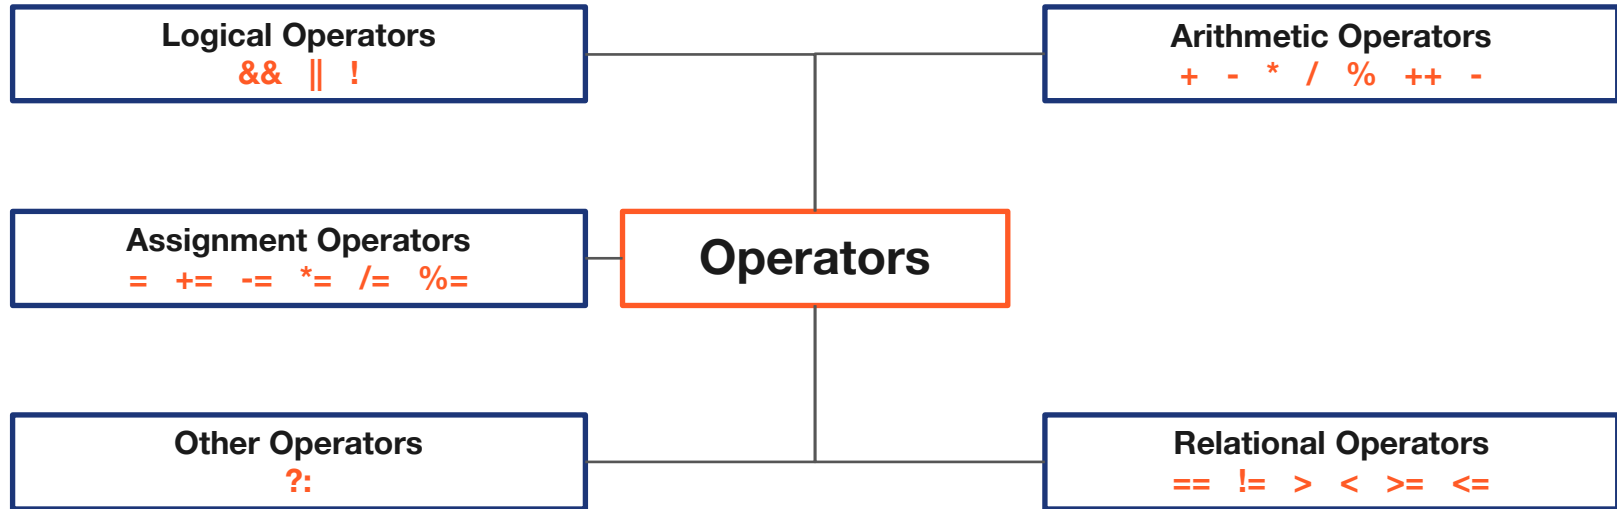 Logical Operators
&& || !
Arithmetic Operators
+ - * / % ++ -
Assignment Operators
= += -= *= /= %=
Operators
Other Operators
?:
Relational Operators
== != > < >= <=